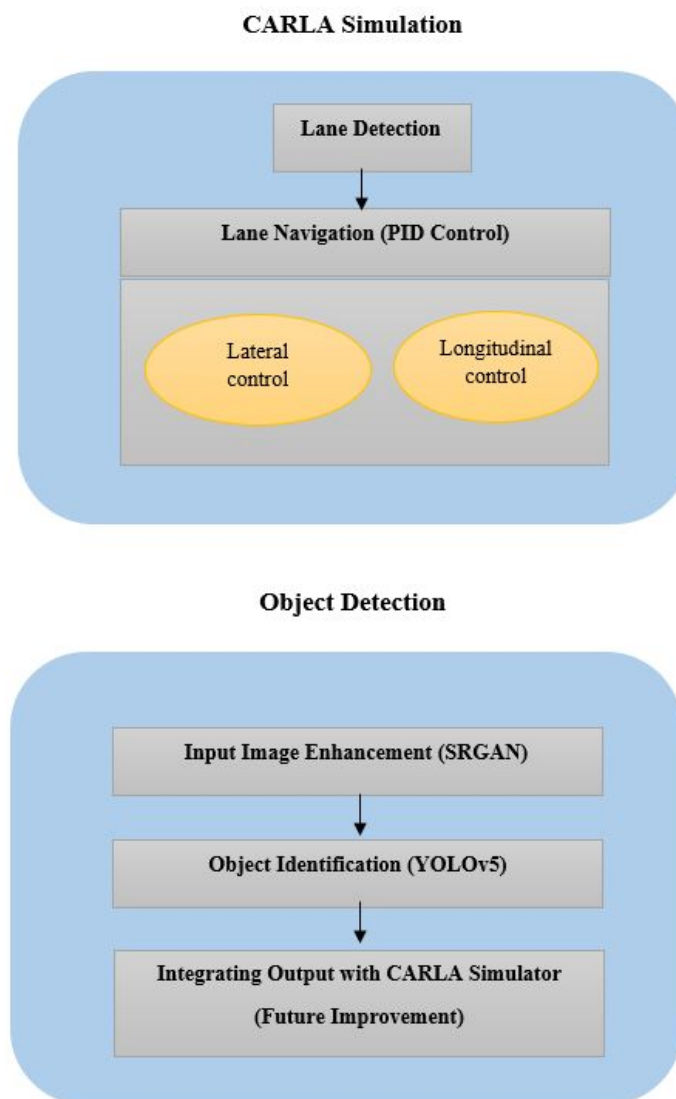 CARLA Simulation
Lane Detection
Lane Navigation (PID Control)
Lateral
control
Longitudinal
control
Object Detection
Input Image Enhancement (SRGAN)
Object Identification (YOLOv5)
Integrating Output with CARLA Simulator
(Future Improvement)